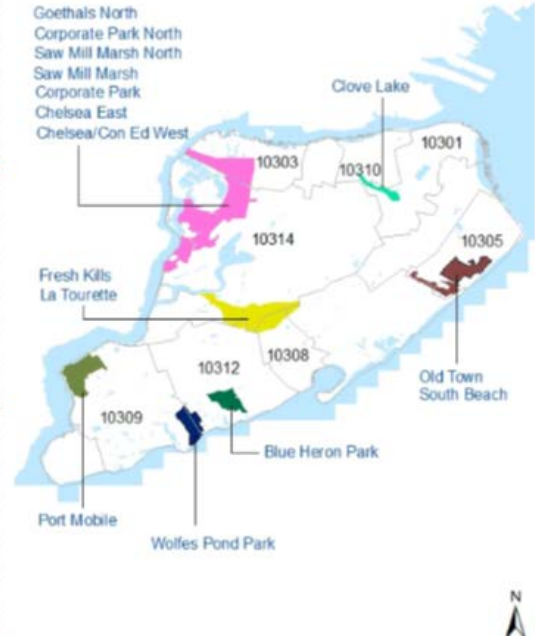 Goethals North
Corporate Park North
Saw Mill Marsh North
Saw Mill Marsh
Corporate Park
Chelsea East
Chelsea/Con Ed West
Clove Lake
10301
10303
10310
10305
10314
Fresh Kills
La Tourette
10308
10312
Old Town
South Beach
10309
Blue Heron Park
Port Mobile
Wolfes Pond Park
N